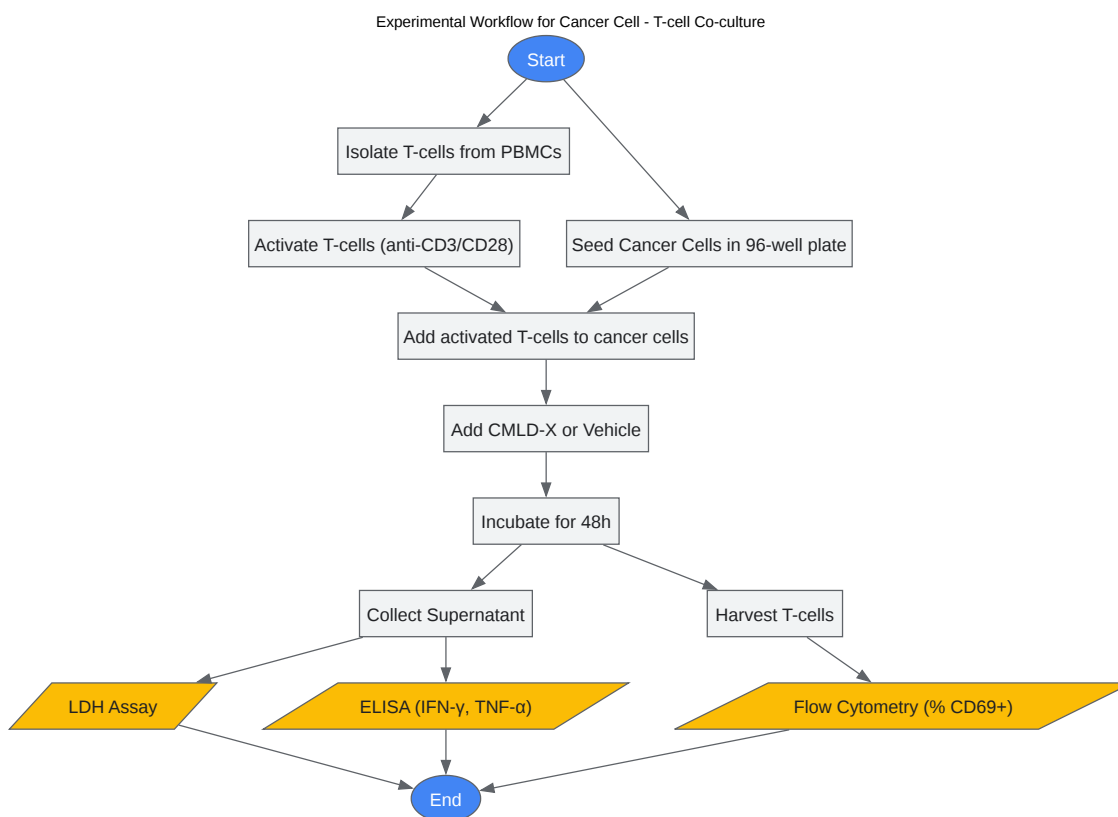 Experimental Workflow for Cancer Cell - T-cell Co-culture
Start
Isolate T-cells from PBMCs
Activate T-cells (anti-CD3/CD28)
Seed Cancer Cells in 96-well plate
Add activated T-cells to cancer cells
Add CMLD-X or Vehicle
Incubate for 48h
Collect Supernatant
Harvest T-cells
LDH Assay
ELISA (IFN-γ, TNF-α)
Flow Cytometry (% CD69+)
End